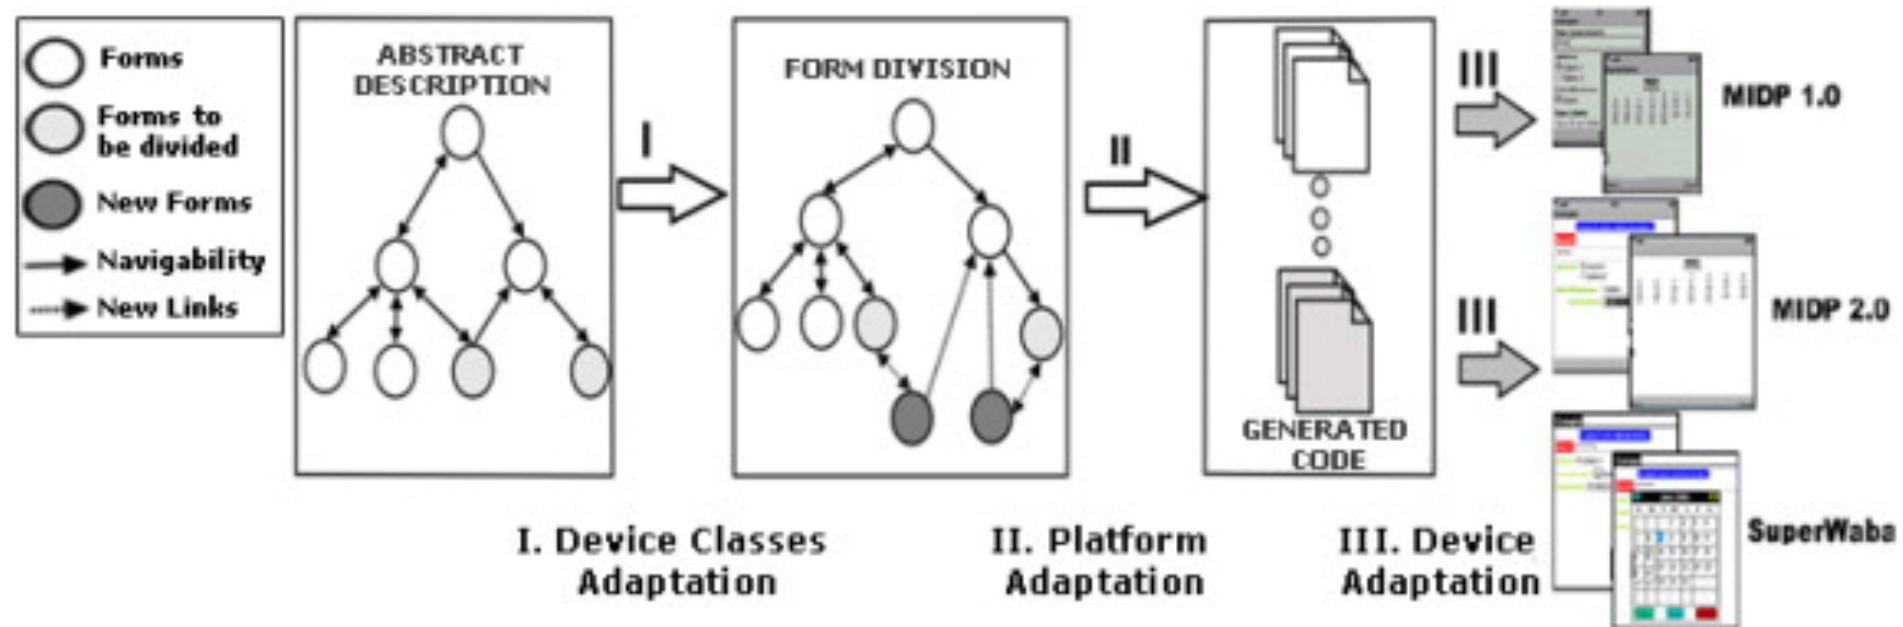 Forms
Forms to
be divided
New Forms
Navigability
New Links
ABSTRACT
DESCRIPTION
I
FORM DIVISION
II
GENERATED
CODE
III
MIDP 1.0
III
MIDP 2.0
SuperWaba
I. Device Classes
Adaptation
II. Platform
Adaptation
III. Device
Adaptation